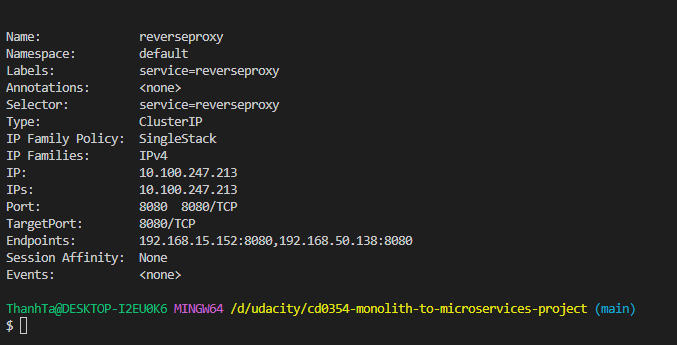 Name: reverseproxy
Namespace: default
Labels: service=reverseproxy
Annotations: <none>
Selector: service=reverseproxy
Type: ClusterIP
IP Family Policy: SingleStack
IP Families: IPv4
IP: 10.100.247.213
IPs: 10.100.247.213
Port: 8080 8080/TCP
TargetPort: 8080/TCP
Endpoints: 192.168.15.152:8080,192.168.50.138:8080
Session Affinity: None
Events: <none>
ThanhTa@DESKTOP-I2EU0K6 MINGW64 /d/udacity/cd0354-monolith-to-microservices-project (main)
$